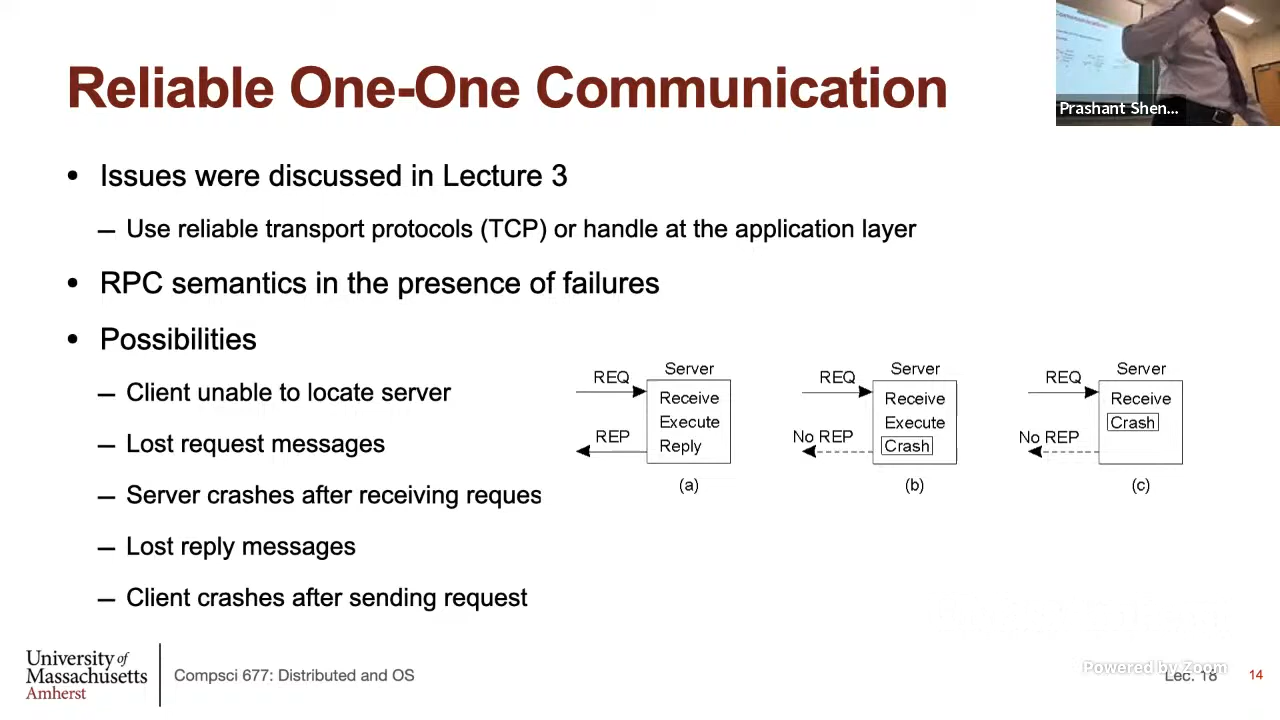 Reliable One-One Communication
Prashant Shen...
• Issues were discussed in Lecture 3
– Use reliable transport protocols (TCP) or handle at the application layer
• RPC semantics in the presence of failures
• Possibilities
– Client unable to locate server
– Lost request messages
– Server crashes after receiving reques
– Lost reply messages
– Client crashes after sending request
REQ
Server
Receive
Execute
Reply
REP
(a)
REQ
Server
Receive
Execute
Crash
No REP
(b)
REQ
Server
Receive
Crash
No REP
(c)
University of
Massachusetts
Amherst
Compsci 677: Distributed and OS
Powered by Zoom
Lec. 18
14